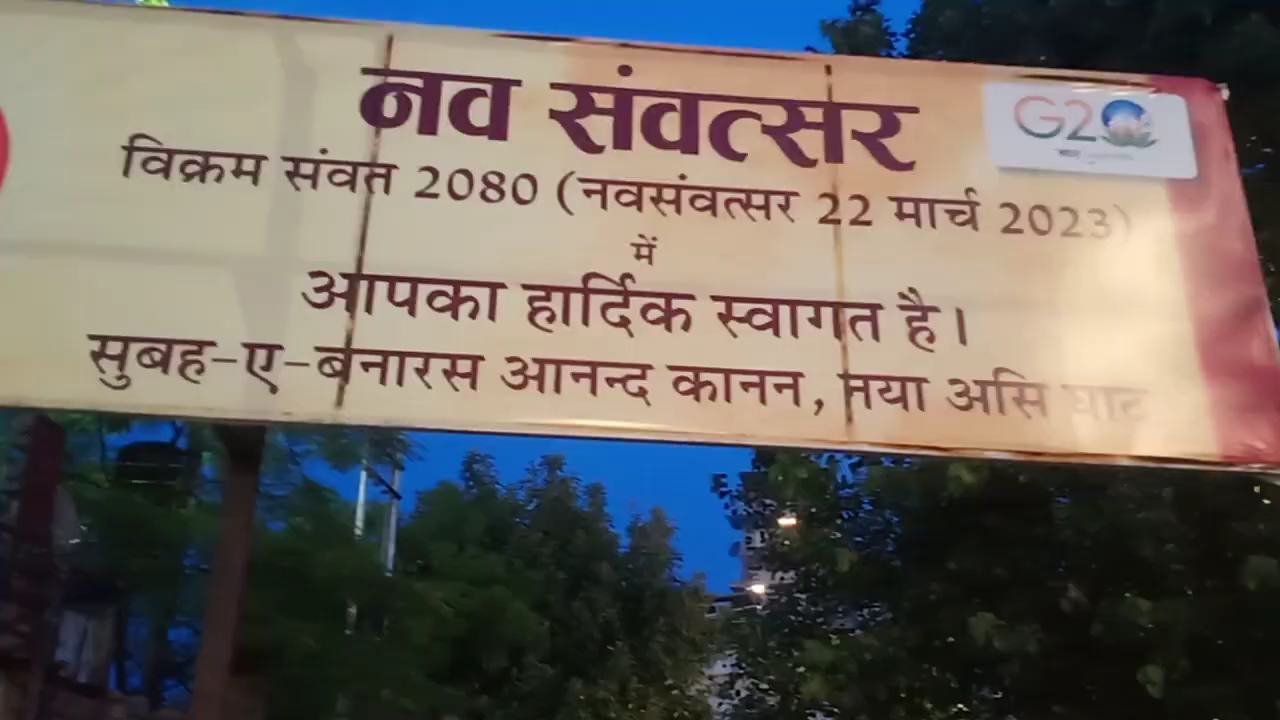 नव संवत्सर
G20
विक्रम संवत 2080 (नवसंवत्सर 22 मार्च 2023)
में
आपका हार्दिक स्वागत है।
सुबह-ए-बनारस आनन्द कानन, नया असि घाट